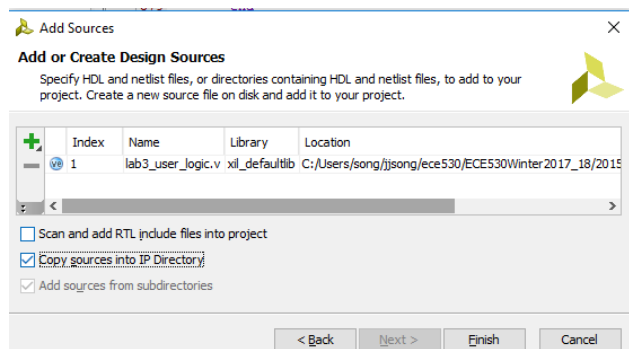 Add Sources
Add or Create Design Sources
Specify HDL and netlist files, or directories containing HDL and netlist files, to add to your
project. Create a new source file on disk and add it to your project.
Index Name Library Location
1 lab3_user_logic.v xil_defaultlib C:/Users/song/jjsong/ece530/ECE530Winter2017_18/2015
Scan and add RTL include files into project
Copy sources into IP Directory
Add sources from subdirectories
< Back Next > Finish Cancel